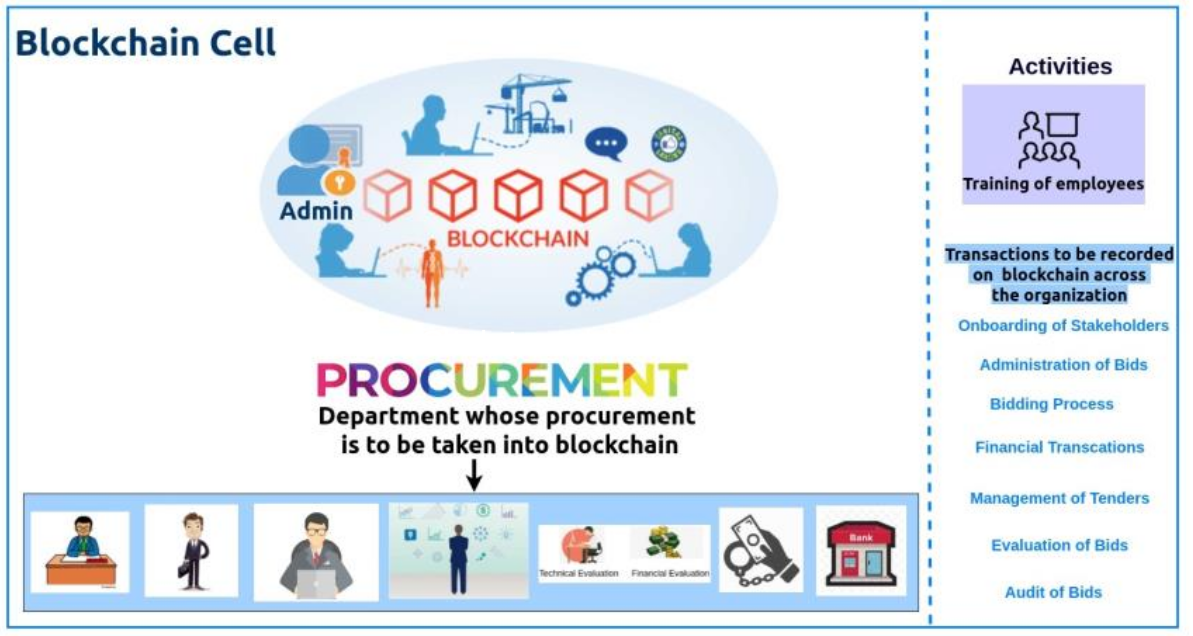 Blockchain Cell
Admin
BLOCKCHAIN
PROCUREMENT
Department whose procurement
is to be taken into blockchain
Technical Evaluation
Financial Evaluation
Bank
Activities
Training of employees
Transactions to be recorded
on blockchain across
the organization
Onboarding of Stakeholders
Administration of Bids
Bidding Process
Financial Transcations
Management of Tenders
Evaluation of Bids
Audit of Bids